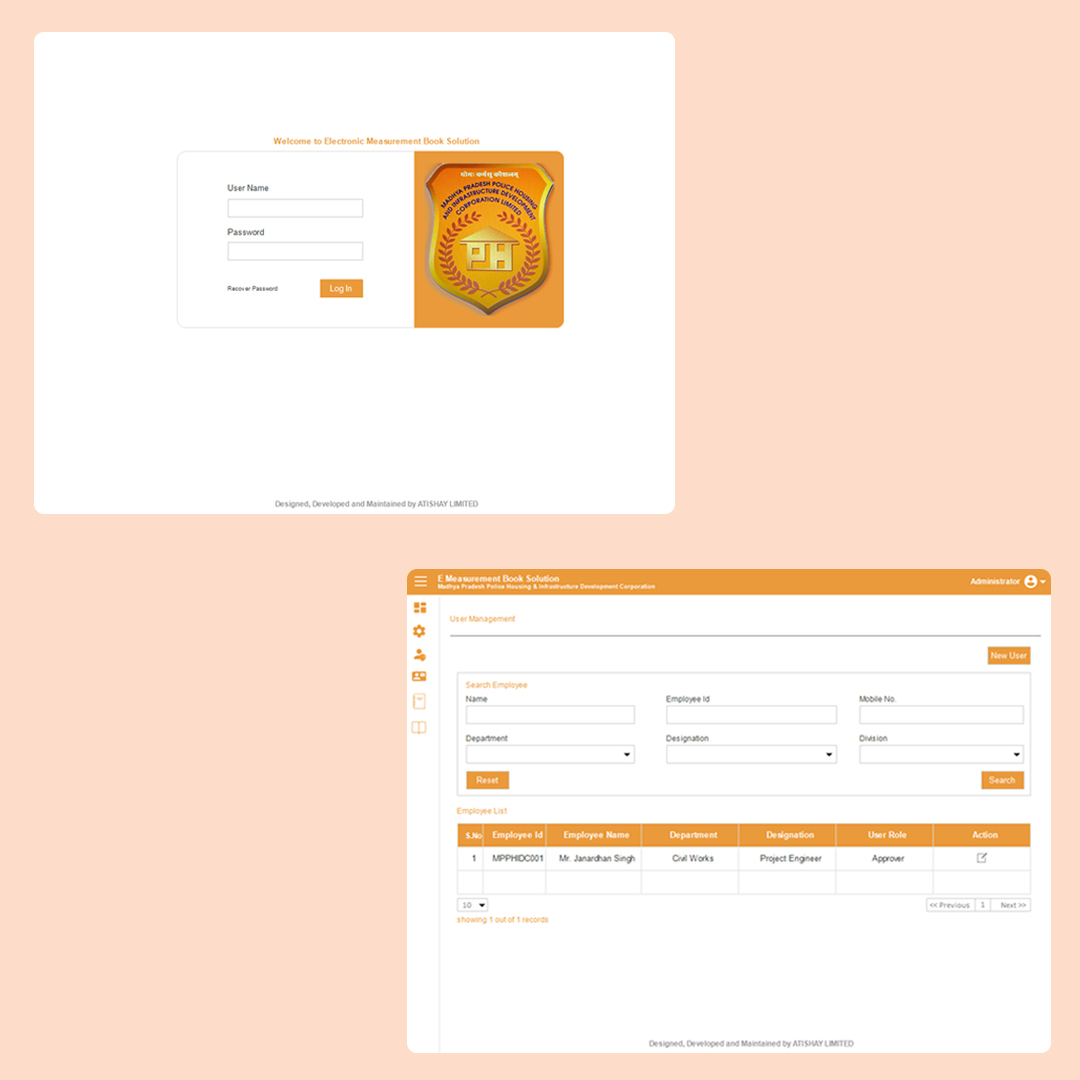 Welcome to Electronic Measurement Book Solution
User Name
Password
Recover Password
Log In
योगः कर्मसु कौशलम्
MADHYA PRADESH POLICE HOUSING
AND INFRASTRUCTURE DEVELOPMENT
CORPORATION LIMITED
PH
Designed, Developed and Maintained by ATISHAY LIMITED
E Measurement Book Solution
Madhya Pradesh Police Housing & Infrastructure Development Corporation
Administrator
User Management
New User
Search Employee
Name Employee Id Mobile No.
Department Designation Division
Reset Search
Employee List
S.No Employee Id Employee Name Department Designation User Role Action
1 MPPHIDC001 Mr. Janardhan Singh Civil Works Project Engineer Approver
10 << Previous 1 Next >>
showing 1 out of 1 records
Designed, Developed and Maintained by ATISHAY LIMITED